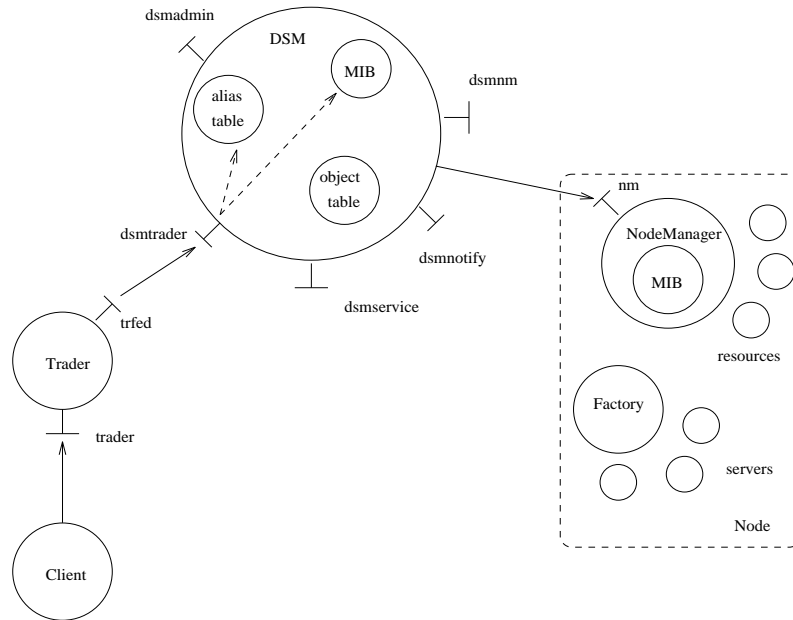 dsmadmin
DSM
MIB
alias
table
dsmnm
object
table
nm
dsmtrader
NodeManager
dsmnotify
MIB
dsmservice
trfed
resources
Trader
Factory
trader
servers
Node
Client